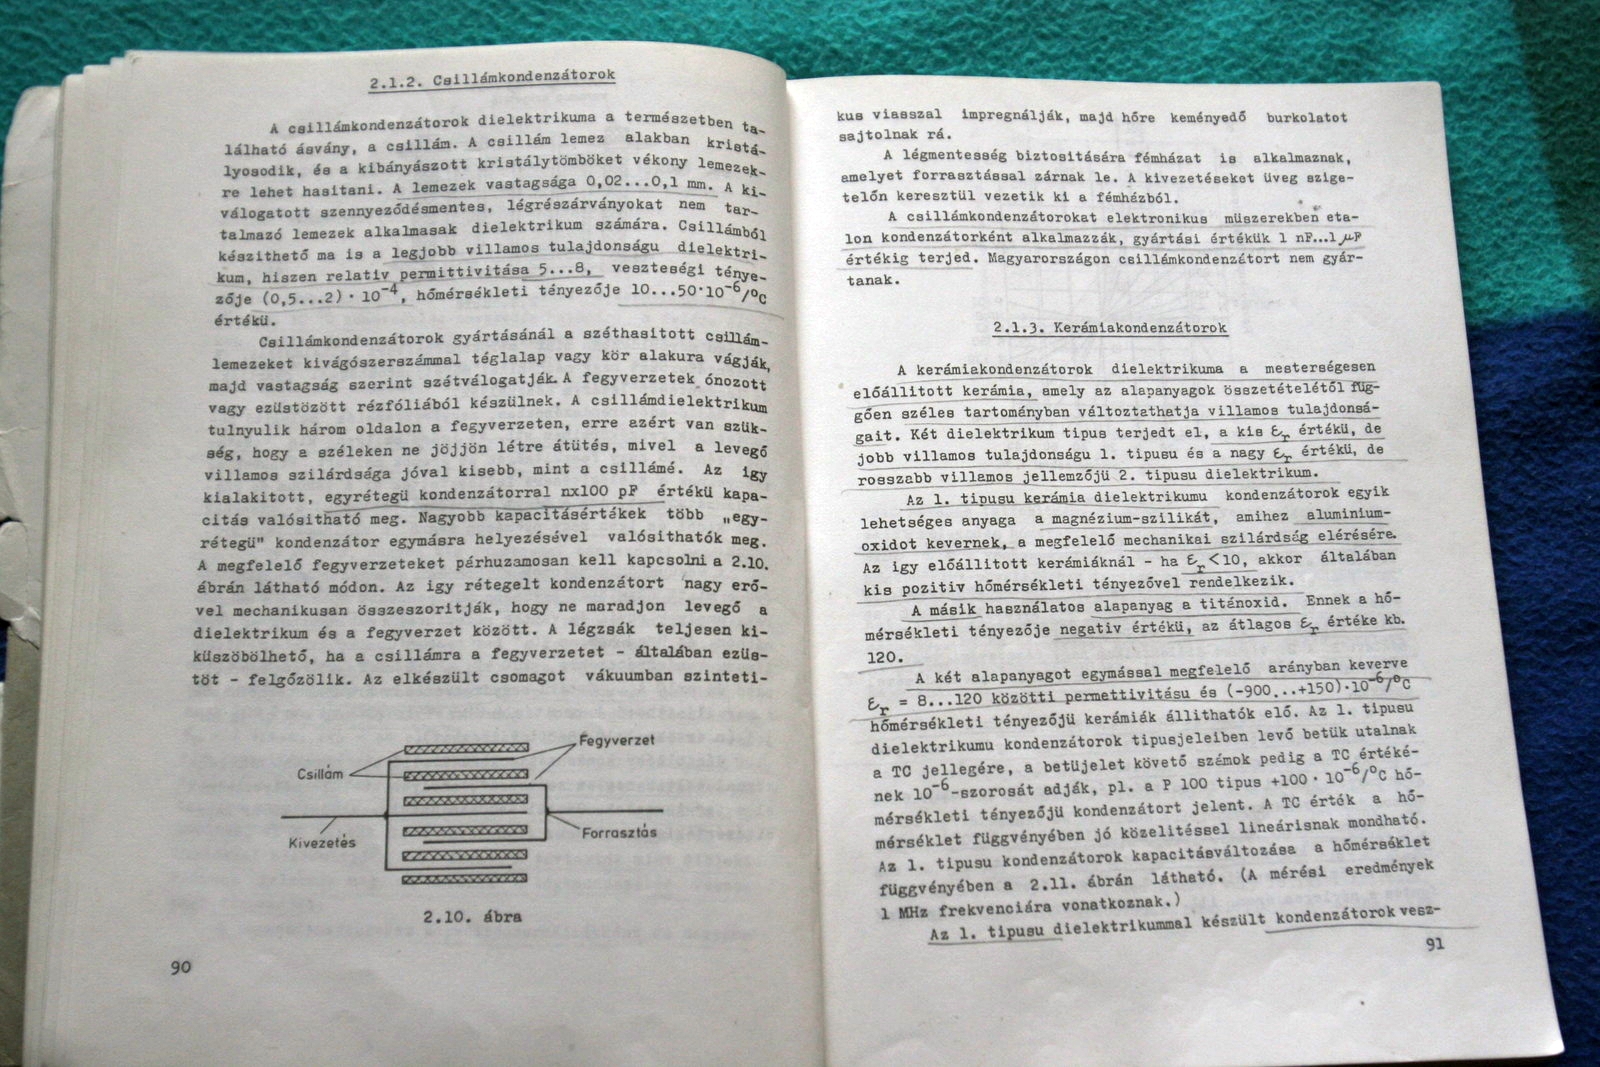 2.1.2. Csillámkondenzátorok
A csillámkondenzátorok dielektrikuma a természetben ta-
lálható ásvány, a csillám. A csillám lemez alakban kristá-
lyosodik, és a kibányászott kristálytömböket vékony lemezek-
re lehet hasitani. A lemezek vastagsága 0,02...0,1 mm. A ki-
válogatott szennyeződésmentes, légrészárványokat nem tar-
talmazó lemezek alkalmasak dielektrikum számára. Csillámból
készithető ma is a legjobb villamos tulajdonságu dielektri-
kum, hiszen relativ permittivitása 5...8, veszteségi ténye-
zője (0,5...2)·10⁻⁴, hőmérsékleti tényezője 10...50·10⁻⁶/°C
értékü.
Csillámkondenzátorok gyártásánál a széthasitott csillám-
lemezeket kivágószerszámmal téglalap vagy kör alakura vágják,
majd vastagság szerint szétválogatják. A fegyverzetek ónozott
vagy ezüstözött rézfóliából készülnek. A csillámdielektrikum
tulnyulik három oldalon a fegyverzeten, erre azért van szük-
ség, hogy a széleken ne jöjjön létre átütés, mivel a levegő
villamos szilárdsága jóval kisebb, mint a csillámé. Az igy
kialakitott, egyrétegü kondenzátorral nx100 pF értékü kapa-
citás valósitható meg. Nagyobb kapacitásértékek több „egy-
rétegü" kondenzátor egymásra helyezésével valósithatók meg.
A megfelelő fegyverzeteket párhuzamosan kell kapcsolni a 2.10.
ábrán látható módon. Az igy rétegelt kondenzátort nagy erő-
vel mechanikusan összeszoritják, hogy ne maradjon levegő a
dielektrikum és a fegyverzet között. A légzsák teljesen ki-
küszöbölhető, ha a csillámra a fegyverzetet - általában ezüs-
töt - felgőzölik. Az elkészült csomagot vákuumban szinteti-
Fegyverzet
Csillám
Kivezetés
Forrasztás
2.10. ábra
90
kus viasszal impregnálják, majd hőre keményedő burkolatot
sajtolnak rá.
A légmentesség biztositására fémházat is alkalmaznak,
amelyet forrasztással zárnak le. A kivezetéseket üveg szige-
telőn keresztül vezetik ki a fémházból.
A csillámkondenzátorokat elektronikus müszerekben eta-
lon kondenzátorként alkalmazzák, gyártási értékük 1 nF...1 μF
értékig terjed. Magyarországon csillámkondenzátort nem gyár-
tanak.
2.1.3. Kerámiakondenzátorok
A kerámiakondenzátorok dielektrikuma a mesterségesen
előállitott kerámia, amely az alapanyagok összetételétől füg-
gően széles tartományban változtathatja villamos tulajdonsá-
gait. Két dielektrikum tipus terjedt el, a kis εᵣ értékü, de
jobb villamos tulajdonságu 1. tipusu és a nagy εᵣ értékü, de
rosszabb villamos jellemzőjü 2. tipusu dielektrikum.
Az 1. tipusu kerámia dielektrikumu kondenzátorok egyik
lehetséges anyaga a magnézium-szilikát, amihez aluminium-
oxidot kevernek, a megfelelő mechanikai szilárdság elérésére.
Az igy előállitott kerámiáknál - ha εᵣ<10, akkor általában
kis pozitiv hőmérsékleti tényezővel rendelkezik.
A másik használatos alapanyag a titánoxid. Ennek a hő-
mérsékleti tényezője negativ értékü, az átlagos εᵣ értéke kb.
120.
A két alapanyagot egymással megfelelő arányban keverve
εᵣ = 8...120 közötti permettivitásu és (-900...+150)·10⁻⁶/°C
hőmérsékleti tényezőjü kerámiák állithatók elő. Az 1. tipusu
dielektrikumu kondenzátorok tipusjeleiben levő betük utalnak
a TC jellegére, a betüjelet követő számok pedig a TC értéké-
nek 10⁻⁶-szorosát adják, pl. a P 100 tipus +100 · 10⁻⁶/°C hő-
mérsékleti tényezőjü kondenzátort jelent. A TC érték a hő-
mérséklet függvényében jó közelitéssel lineárisnak mondható.
Az 1. tipusu kondenzátorok kapacitásváltozása a hőmérséklet
függvényében a 2.11. ábrán látható. (A mérési eredmények
1 MHz frekvenciára vonatkoznak.)
Az 1. tipusu dielektrikummal készült kondenzátorok vesz-
91